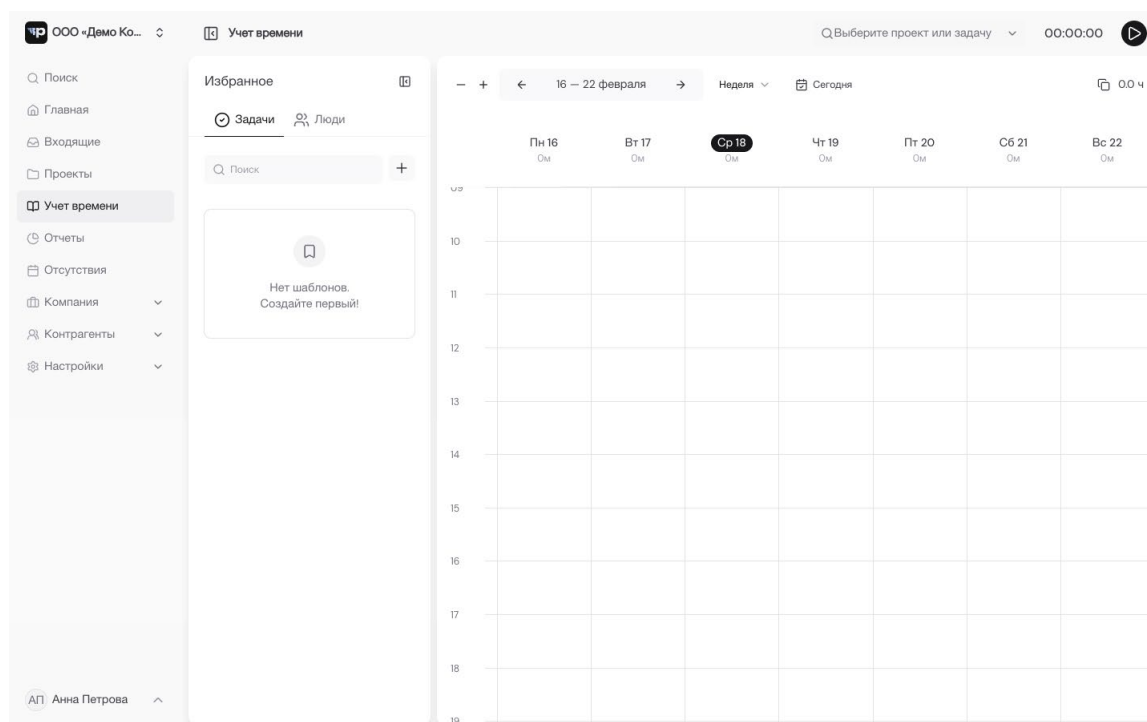 ООО «Демо Ко...
Учет времени
Выберите проект или задачу
00:00:00
Поиск
Главная
Входящие
Проекты
Учет времени
Отчеты
Отсутствия
Компания
Контрагенты
Настройки
АП Анна Петрова
Избранное
Задачи Люди
Поиск +
Нет шаблонов.
Создайте первый!
− + ← 16 — 22 февраля → Неделя Сегодня 0.0 ч
Пн 16 Вт 17 Ср 18 Чт 19 Пт 20 Сб 21 Вс 22
0м 0м 0м 0м 0м 0м 0м
09
10
11
12
13
14
15
16
17
18
19